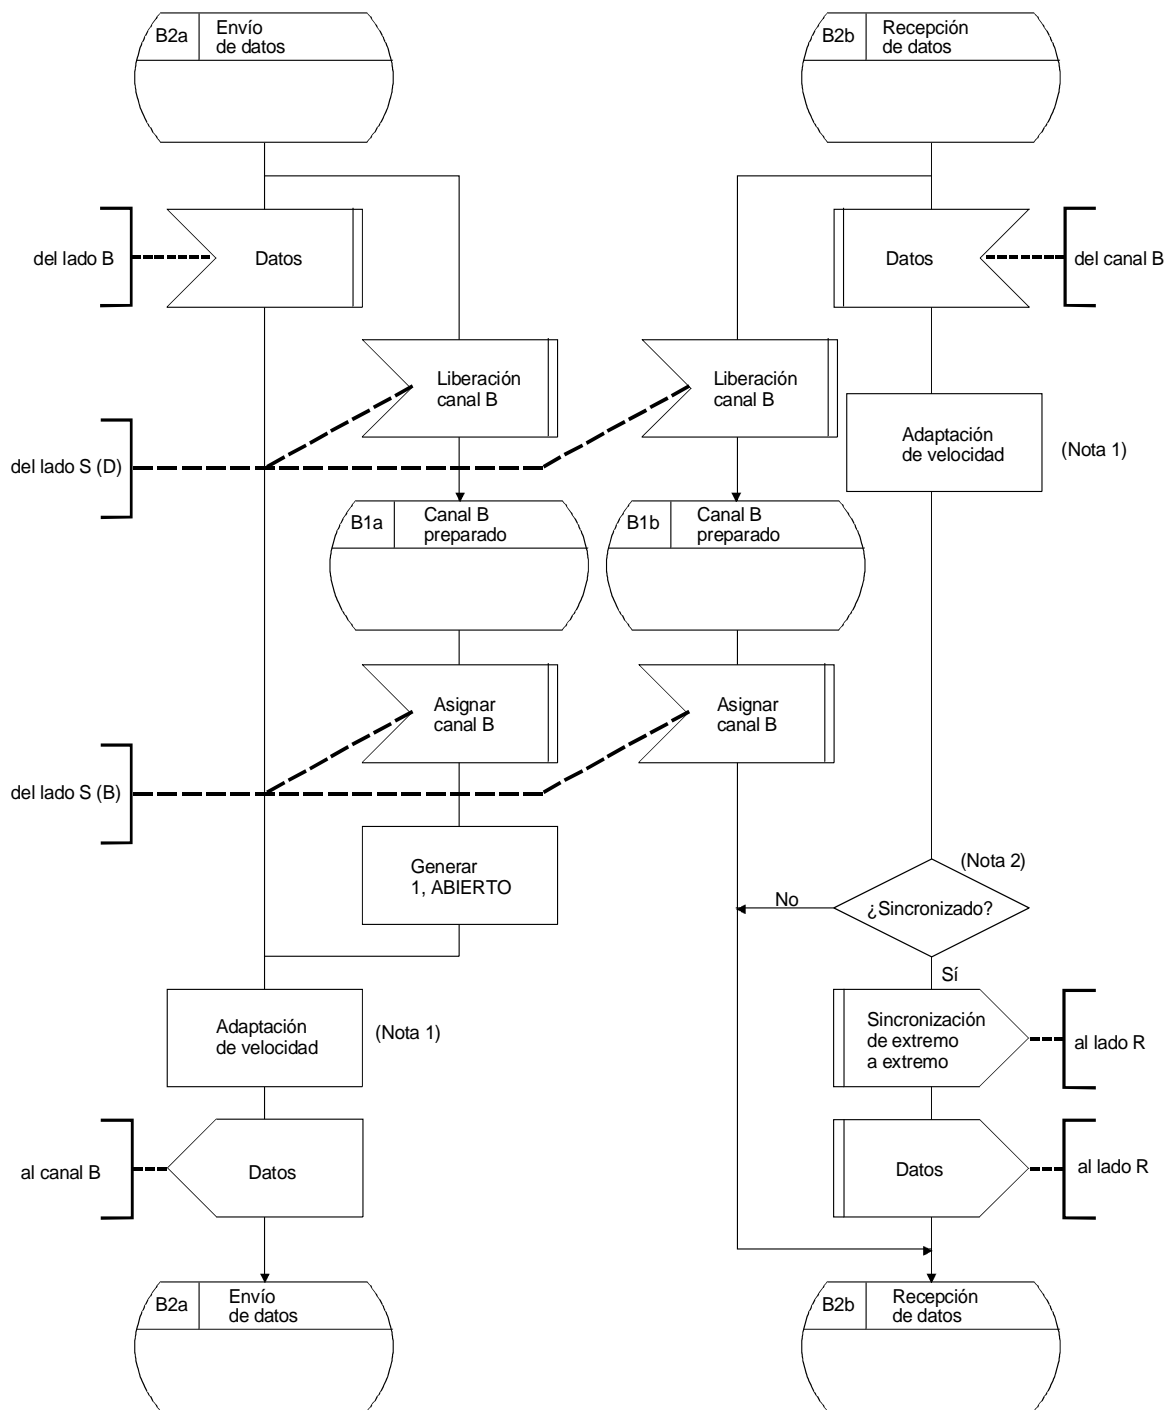 B2a
Envío
de datos
B2b
Recepción
de datos
del lado B
Datos
Datos
del canal B
Liberación
canal B
Liberación
canal B
Adaptación
de velocidad
(Nota 1)
del lado S (D)
B1a
Canal B
preparado
B1b
Canal B
preparado
Asignar
canal B
Asignar
canal B
del lado S (B)
Generar
1, ABIERTO
(Nota 2)
No
¿Sincronizado?
Sí
Adaptación
de velocidad
(Nota 1)
Sincronización
de extremo
a extremo
al lado R
al canal B
Datos
Datos
al lado R
B2a
Envío
de datos
B2b
Recepción
de datos